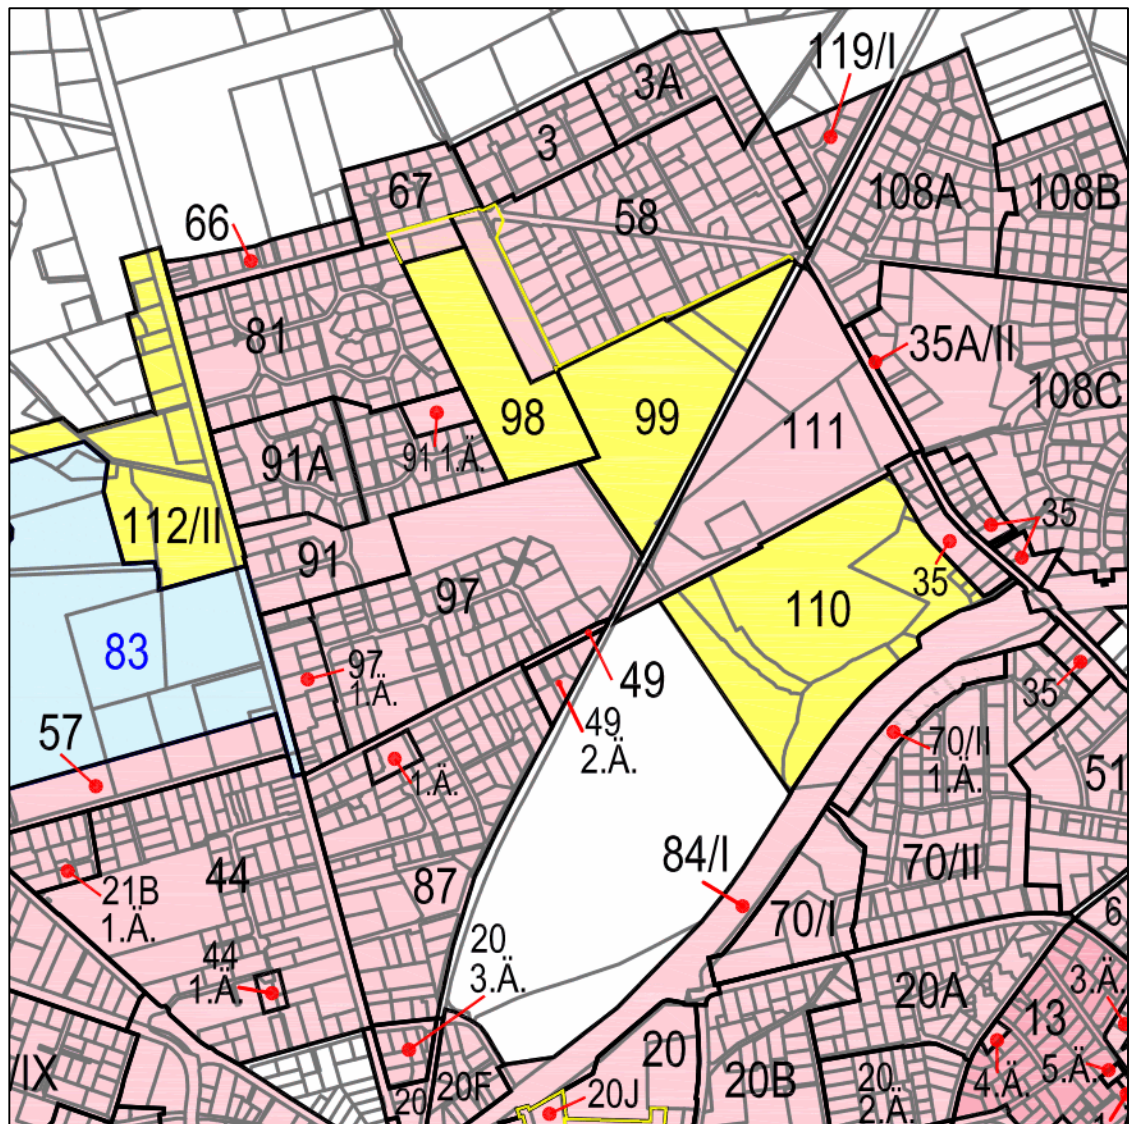 119/I
3A
3
67
108A
108B
58
66
81
35A/II
108C
98
99
111
91A
91 1.Ä.
112/II
35
91
35
97
110
83
97
1.Ä.
49
35
57
49
2.Ä.
70/II
1.Ä.
1.Ä.
51
84/I
44
87
70/II
21B
1.Ä.
70/I
6
20
3.Ä.
44
1.Ä.
20A
3.Ä.
13
/IX
20
5.Ä.
20F
20
20J
20B
20
2.Ä.
4.Ä.